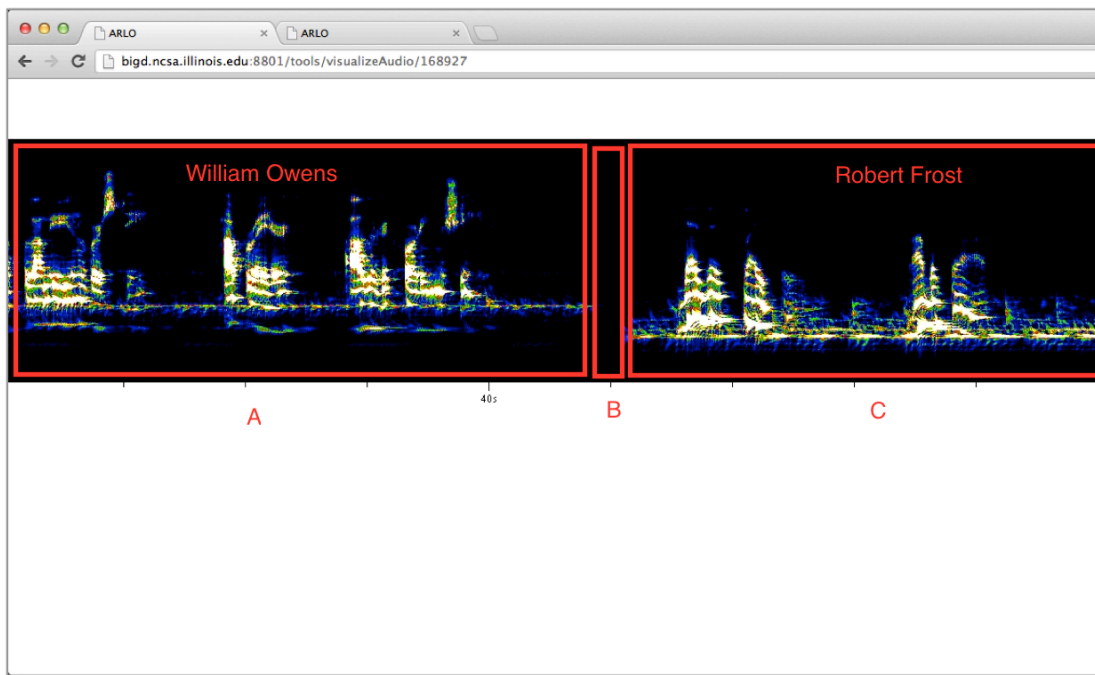 ARLO
ARLO
bigd.ncsa.illinois.edu:8801/tools/visualizeAudio/168927
William Owens
Robert Frost
40s
A
B
C